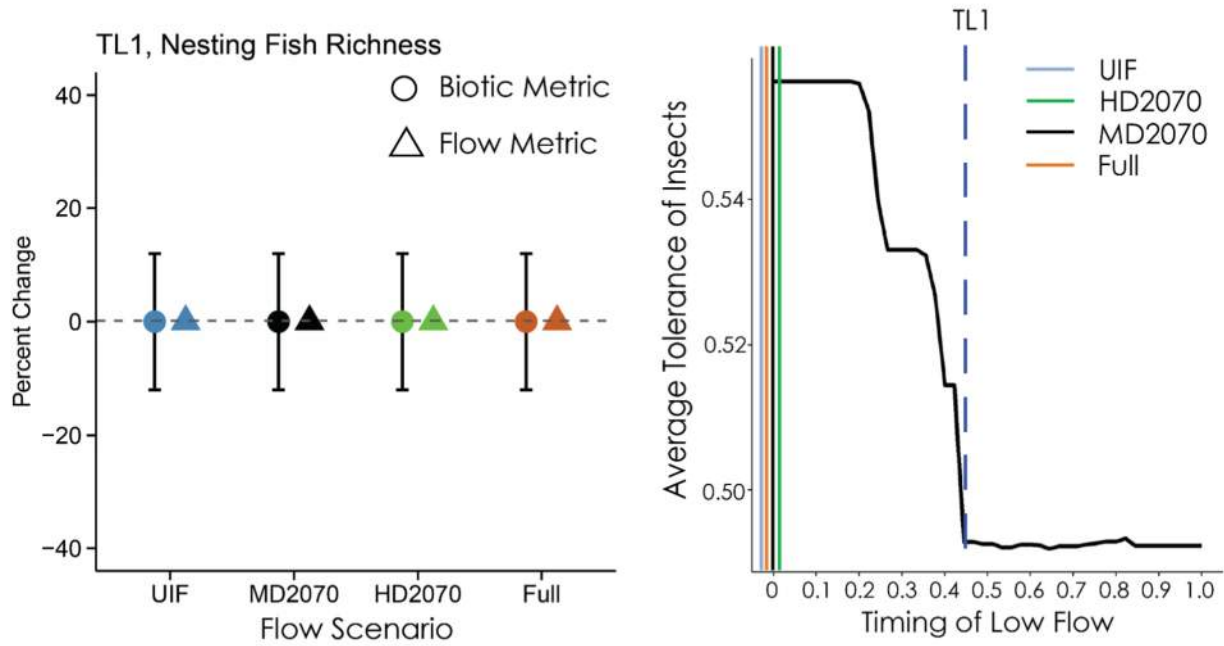 TL1, Nesting Fish Richness
Biotic Metric
Flow Metric
Percent Change
40
20
0
−20
−40
UIF MD2070 HD2070 Full
Flow Scenario
TL1
UIF
HD2070
MD2070
Full
Average Tolerance of Insects
0.54
0.52
0.50
0 0.1 0.2 0.3 0.4 0.5 0.6 0.7 0.8 0.9 1.0
Timing of Low Flow